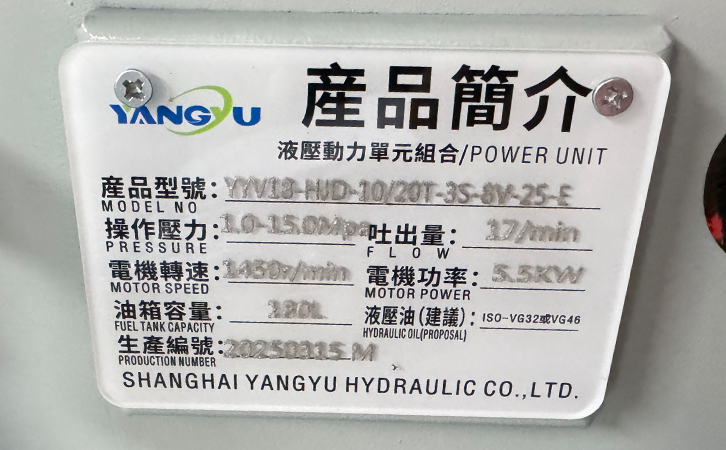 YANGYU
産品簡介
液壓動力單元組合/POWER UNIT
産品型號: YYV18-HJD-10/20T-3S-8V-25-E
MODEL NO
操作壓力: 1.0-15.0Mpa 吐出量: 17/min
PRESSURE FLOW
電機轉速: 1450r/min 電機功率: 5.5KW
MOTOR SPEED MOTOR POWER
油箱容量: 180L 液壓油(建議): ISO-VG32或VG46
FUEL TANK CAPACITY HYDRAULIC OIL(PROPOSAL)
生產編號: 20250315-M
PRODUCTION NUMBER
SHANGHAI YANGYU HYDRAULIC CO.,LTD.